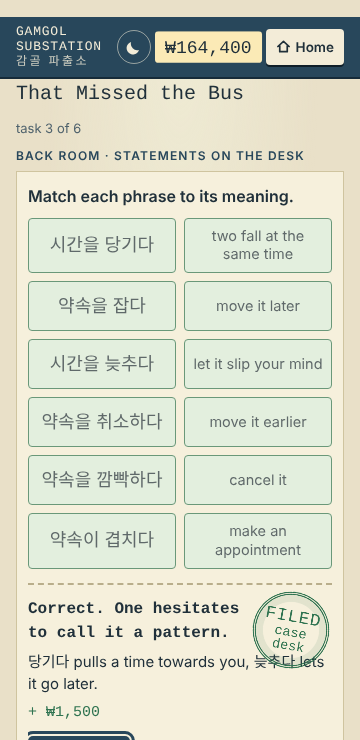 GAMGOL
SUBSTATION
감골 파출소
₩164,400
Home
That Missed the Bus
task 3 of 6
BACK ROOM · STATEMENTS ON THE DESK
Match each phrase to its meaning.
시간을 당기다
two fall at the
same time
약속을 잡다
move it later
시간을 늦추다
let it slip your mind
약속을 취소하다
move it earlier
약속을 깜빡하다
cancel it
약속이 겹치다
make an
appointment
Correct. One hesitates
to call it a pattern.
FILED
case
desk
당기다 pulls a time towards you, 늦추다 lets
it go later.
+ ₩1,500